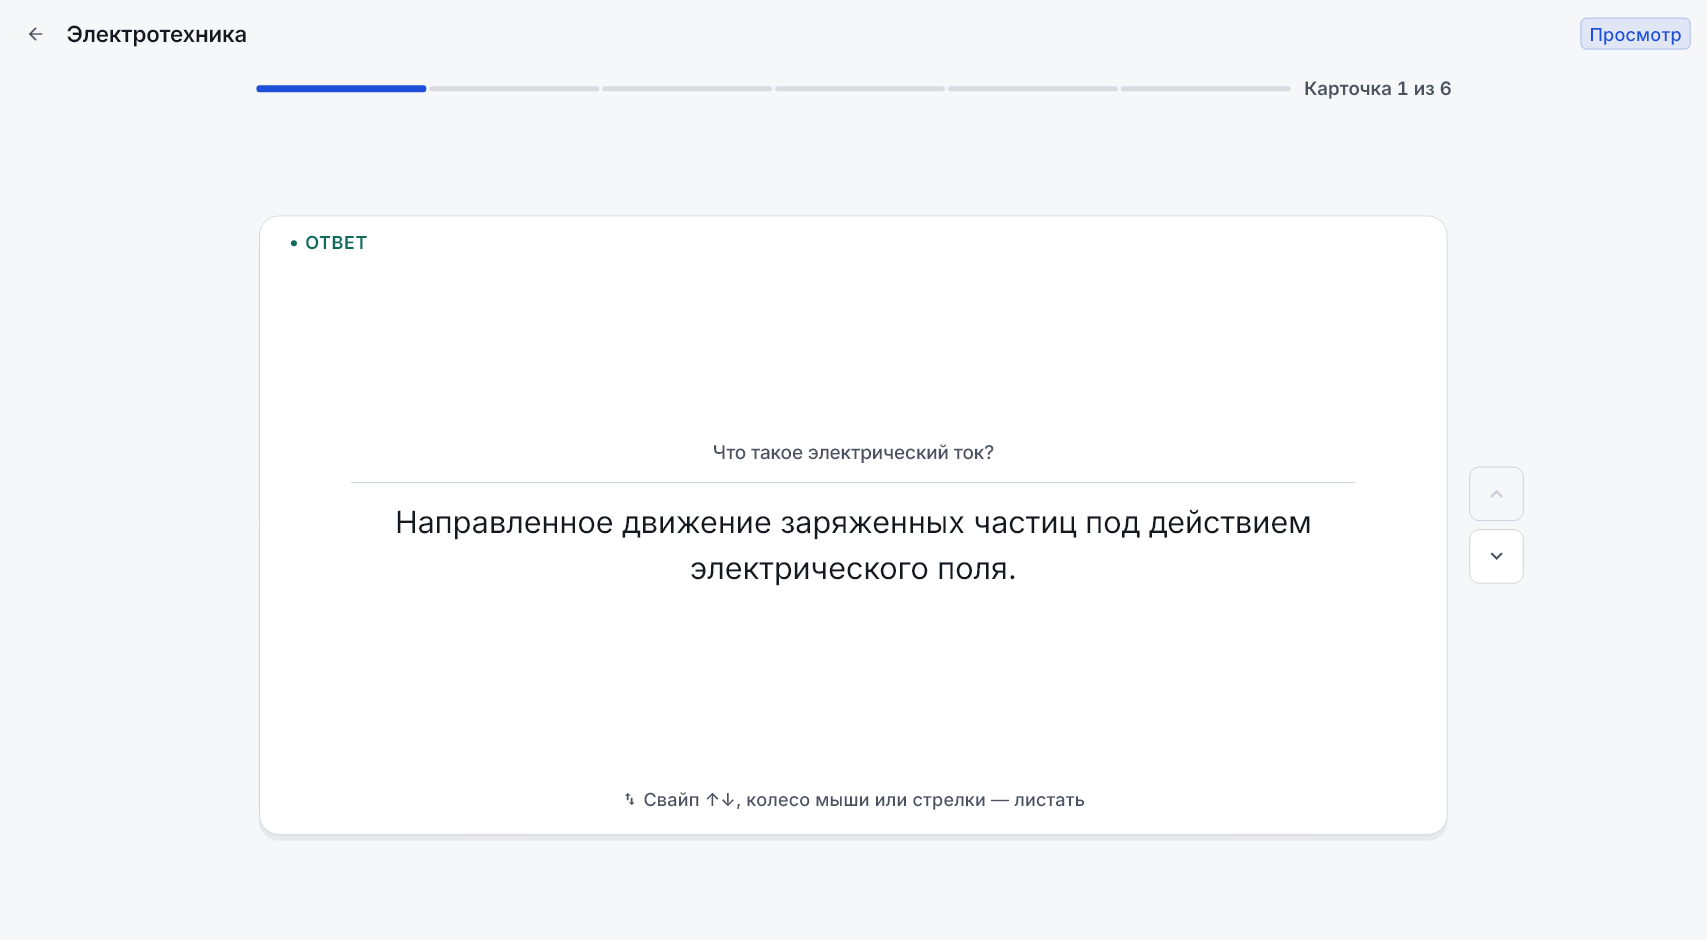 Электротехника
Просмотр
Карточка 1 из 6
• ОТВЕТ
Что такое электрический ток?
Направленное движение заряженных частиц под действием
электрического поля.
Свайп ↑↓, колесо мыши или стрелки — листать